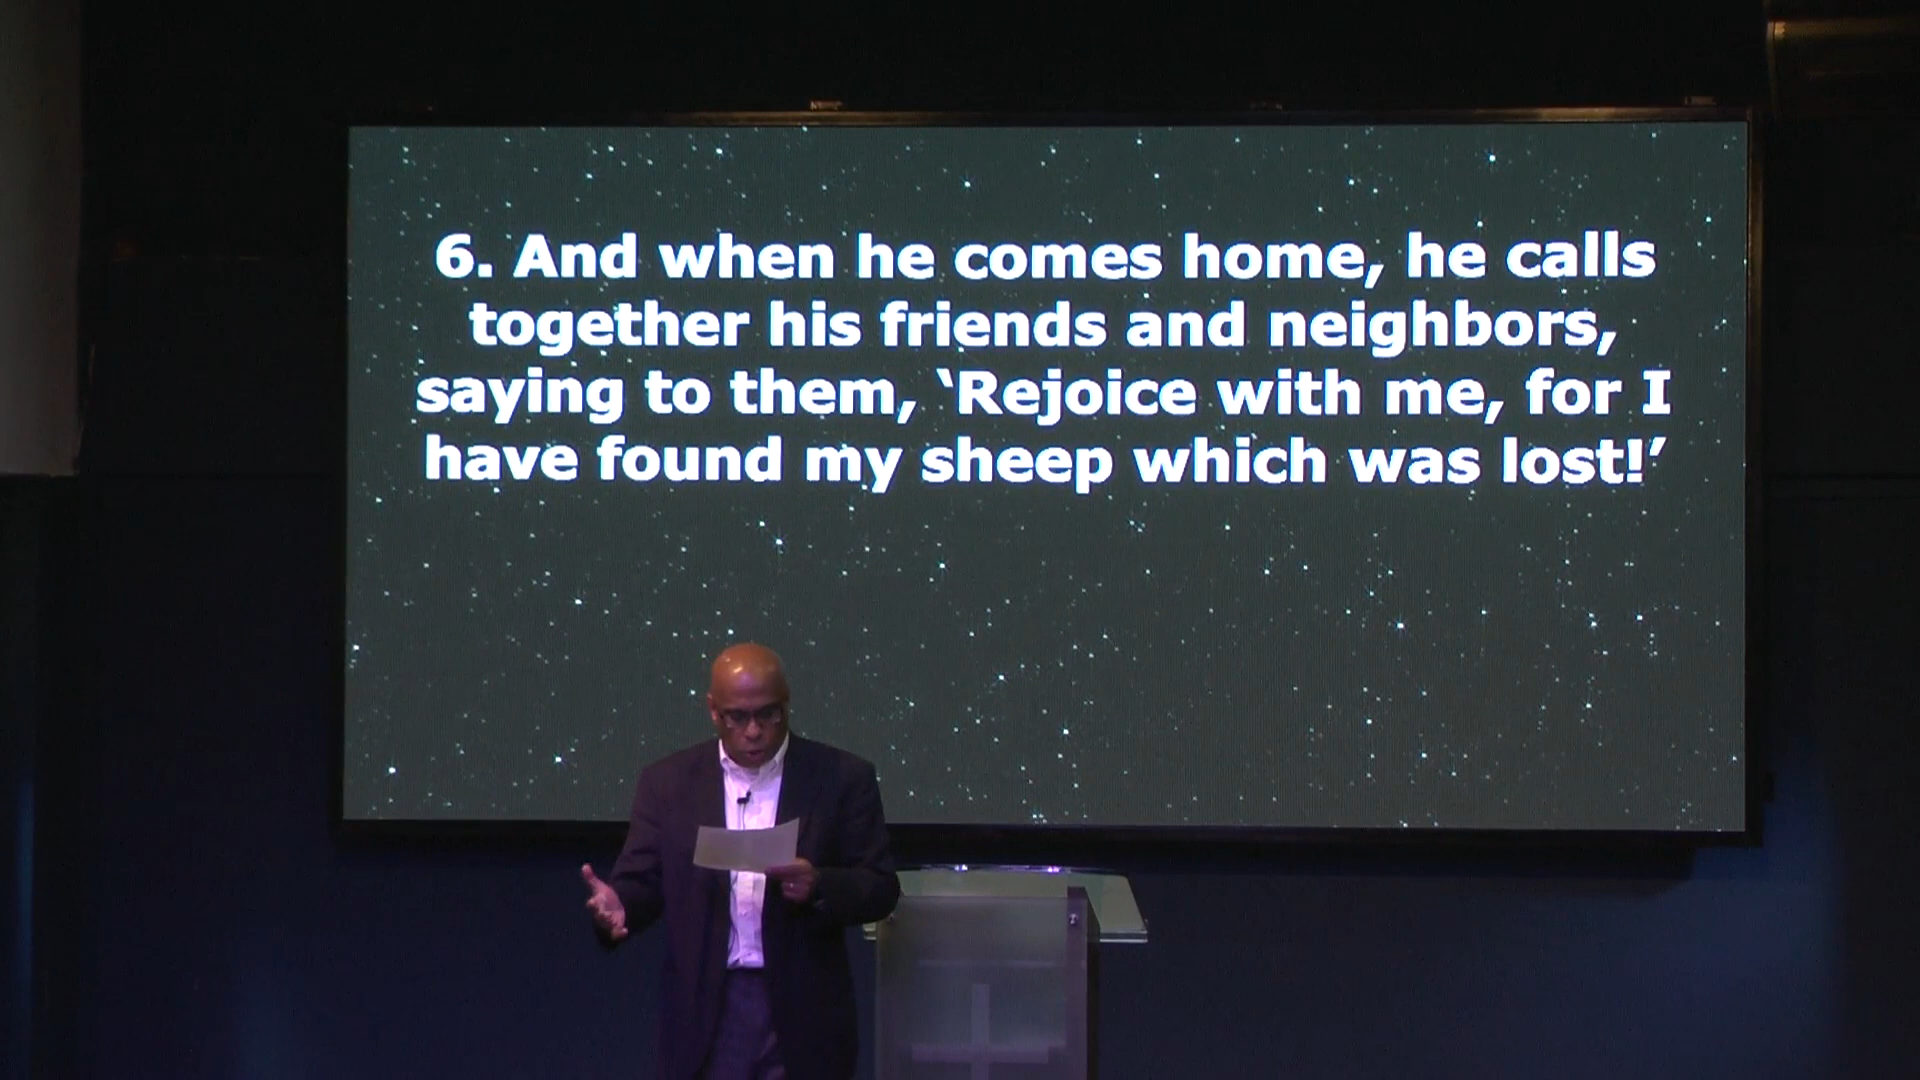 6. And when he comes home, he calls
together his friends and neighbors,
saying to them, ‘Rejoice with me, for I
have found my sheep which was lost!’